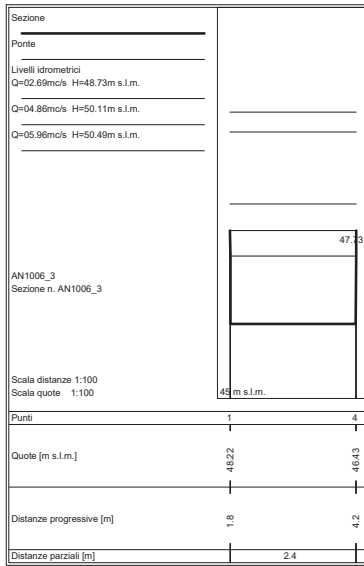 Sezione
Ponte
Livelli idrometrici
Q=02.69mc/s H=48.73m s.l.m.
Q=04.86mc/s H=50.11m s.l.m.
Q=05.96mc/s H=50.49m s.l.m.
47.73
AN1006_3
Sezione n. AN1006_3
Scala distanze 1:100
Scala quote 1:100
45 m s.l.m.
Punti 1 4
Quote [m s.l.m.] 48.22 46.43
Distanze progressive [m] 1.8 4.2
Distanze parziali [m] 2.4